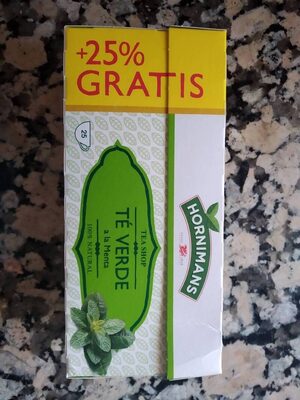 +25%
GRATIS
25
TEA SHOP
TÉ VERDE
a la Menta
100% NATURAL
HORNIMANS